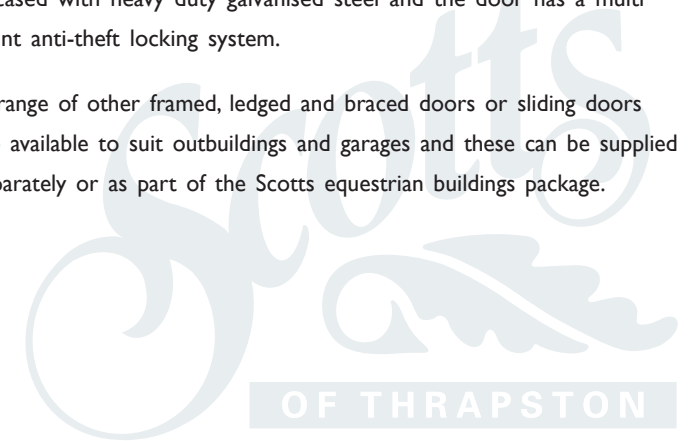 cased with heavy duty galvanised steel and the door has a multi
nt anti-theft locking system.
range of other framed, ledged and braced doors or sliding doors
available to suit outbuildings and garages and these can be supplied
parately or as part of the Scotts equestrian buildings package.
Scotts
OF THRAPSTON